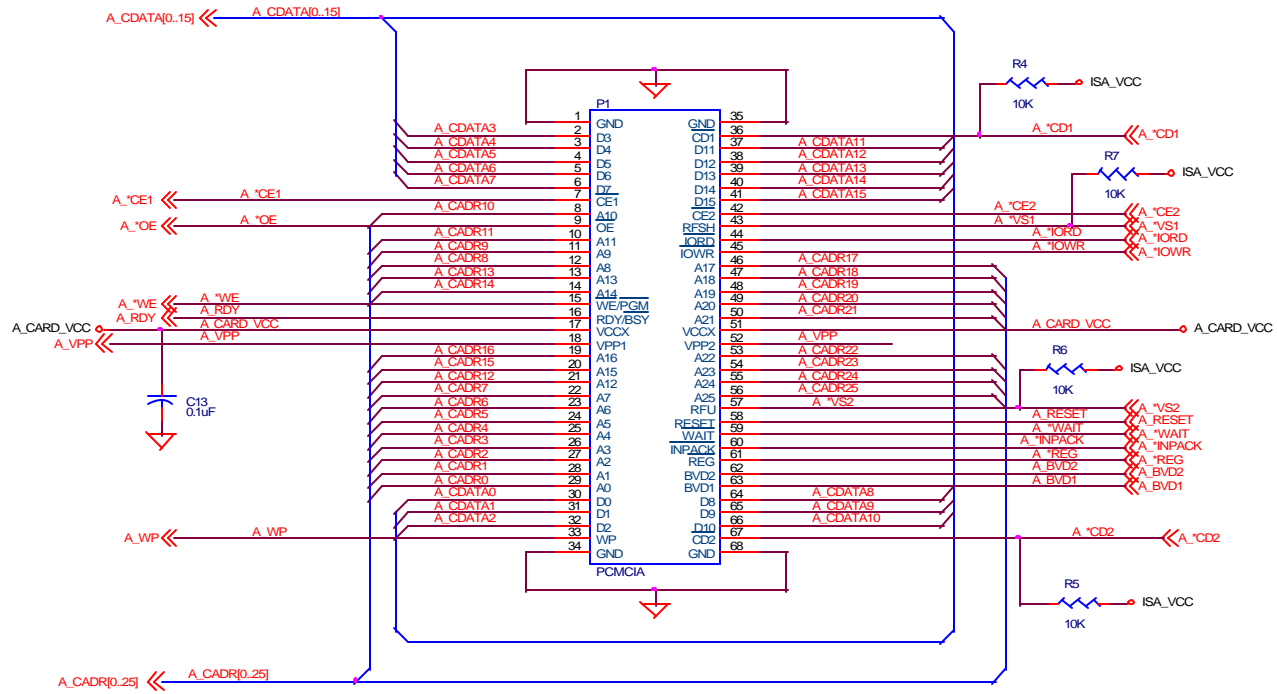 A_CDATA[0..15] A_CDATA[0..15]
R4
ISA_VCC
10K
P1
1 GND GND 35
A_CDATA3 2 D3 CD1 36 A_*CD1 A_*CD1
A_CDATA4 3 D4 D11 37 A_CDATA11
A_CDATA5 4 D5 D12 38 A_CDATA12
A_CDATA6 5 D6 D13 39 A_CDATA13
A_CDATA7 6 D7 D14 40 A_CDATA14
R7
ISA_VCC
10K
A_*CE1 A_*CE1 7 CE1 D15 41 A_CDATA15
A_CADR10 8 A10 CE2 42 A_*CE2 A_*CE2
A_*OE A_*OE 9 OE RFSH 43 A_*VS1 A_*VS1
A_CADR11 10 A11 IORD 44 A_*IORD A_*IORD
A_CADR9 11 A9 IOWR 45 A_*IOWR A_*IOWR
A_CADR8 12 A8 A17 46 A_CADR17
A_CADR13 13 A13 A18 47 A_CADR18
A_CADR14 14 A14 A19 48 A_CADR19
A_*WE A_*WE 15 WE/PGM A20 49 A_CADR20
A_RDY A_RDY 16 RDY/BSY A21 50 A_CADR21
A_CARD_VCC A_CARD_VCC 17 VCCX VCCX 51 A_CARD_VCC A_CARD_VCC
A_VPP A_VPP 18 VPP1 VPP2 52 A_VPP
A_CADR16 19 A16 A22 53 A_CADR22
A_CADR15 20 A15 A23 54 A_CADR23
A_CADR12 21 A12 A24 55 A_CADR24
A_CADR7 22 A7 A25 56 A_CADR25
R6
ISA_VCC
10K
C13
0.1uF
A_CADR6 23 A6 RFU 57 A_*VS2 A_*VS2
A_CADR5 24 A5 RESET 58 A_RESET A_RESET
A_CADR4 25 A4 WAIT 59 A_*WAIT A_*WAIT
A_CADR3 26 A3 INPACK 60 A_*INPACK A_*INPACK
A_CADR2 27 A2 REG 61 A_*REG A_*REG
A_CADR1 28 A1 BVD2 62 A_BVD2 A_BVD2
A_CADR0 29 A0 BVD1 63 A_BVD1 A_BVD1
A_CDATA0 30 D0 D8 64 A_CDATA8
A_CDATA1 31 D1 D9 65 A_CDATA9
A_CDATA2 32 D2 D10 66 A_CDATA10
A_WP A_WP 33 WP CD2 67 A_*CD2 A_*CD2
34 GND GND 68
PCMCIA
R5
ISA_VCC
10K
A_CADR[0..25] A_CADR[0..25]